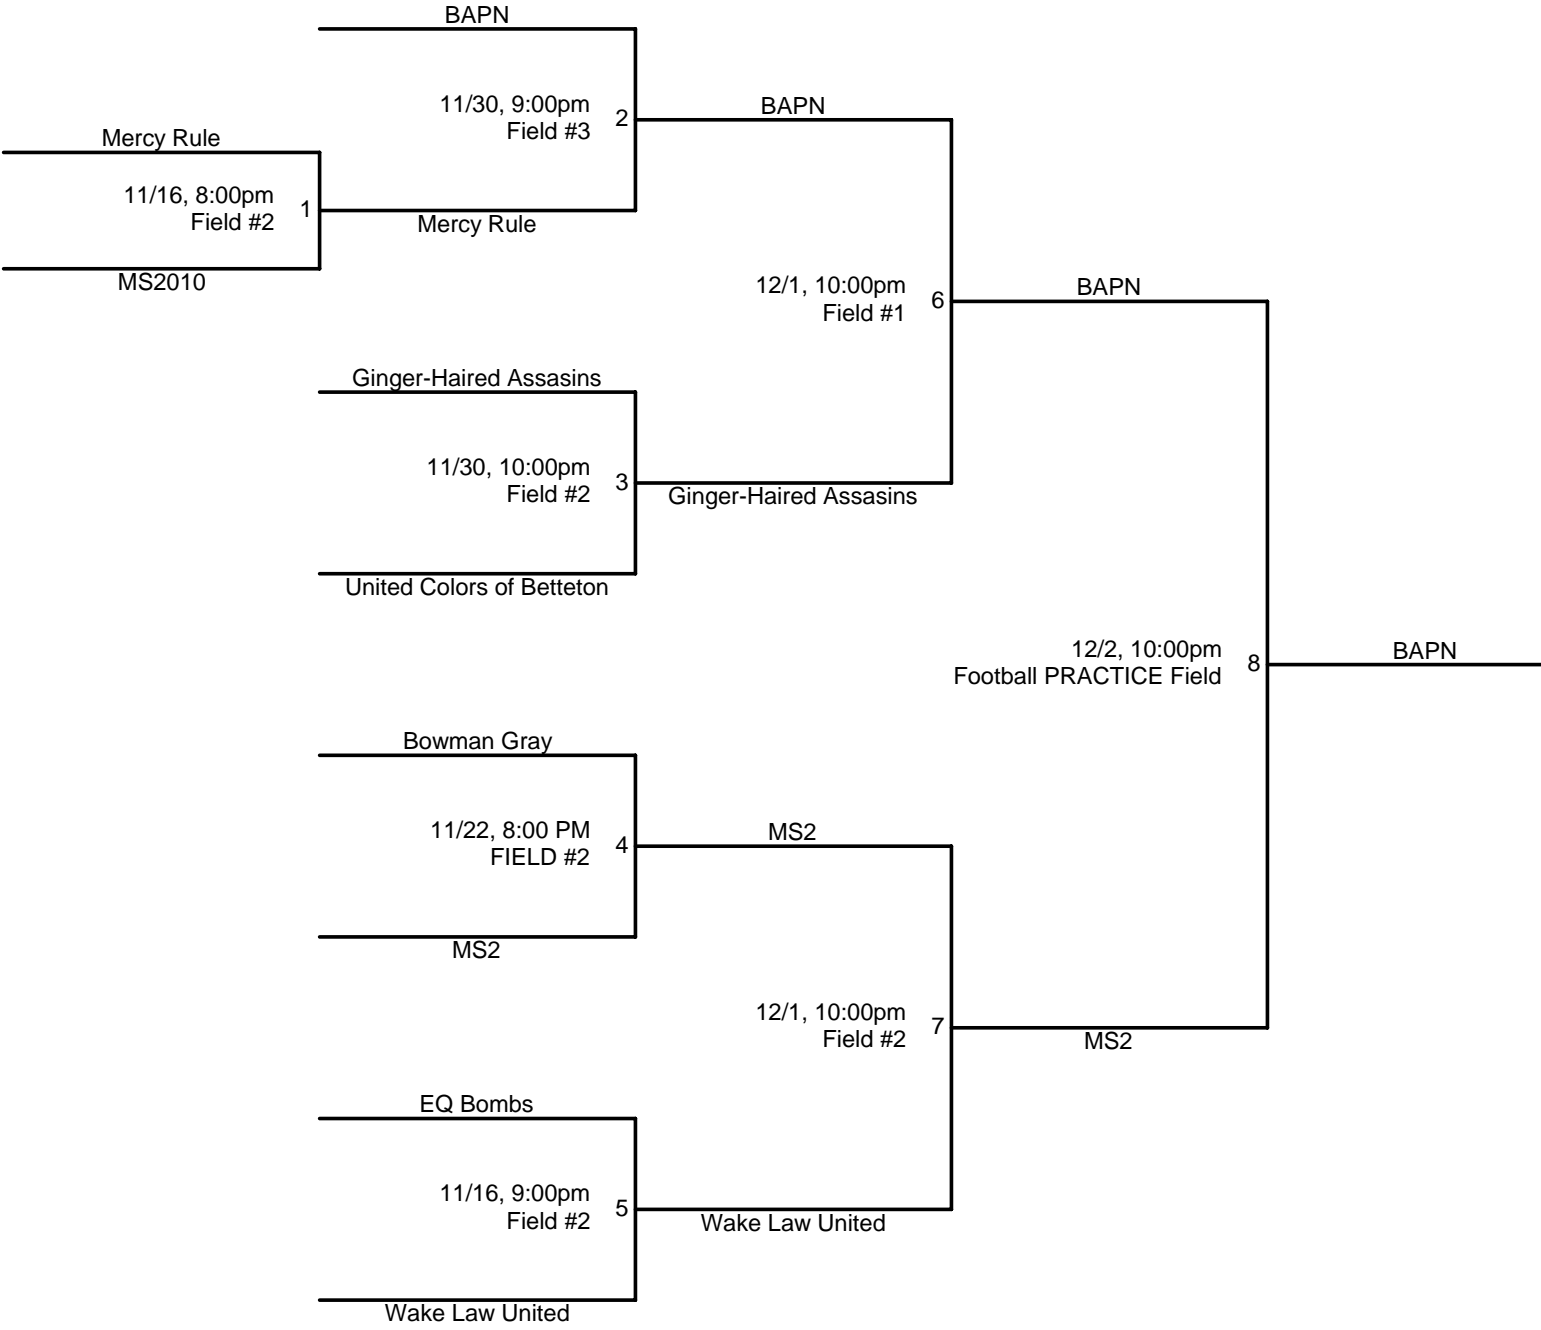 BAPN
11/30, 9:00pm
Field #3
2
BAPN
Mercy Rule
11/16, 8:00pm
Field #2
1
Mercy Rule
MS2010
12/1, 10:00pm
Field #1
6
BAPN
Ginger-Haired Assasins
11/30, 10:00pm
Field #2
3
Ginger-Haired Assasins
United Colors of Betteton
12/2, 10:00pm
Football PRACTICE Field
8
BAPN
Bowman Gray
11/22, 8:00 PM
FIELD #2
4
MS2
MS2
12/1, 10:00pm
Field #2
7
MS2
EQ Bombs
11/16, 9:00pm
Field #2
5
Wake Law United
Wake Law United